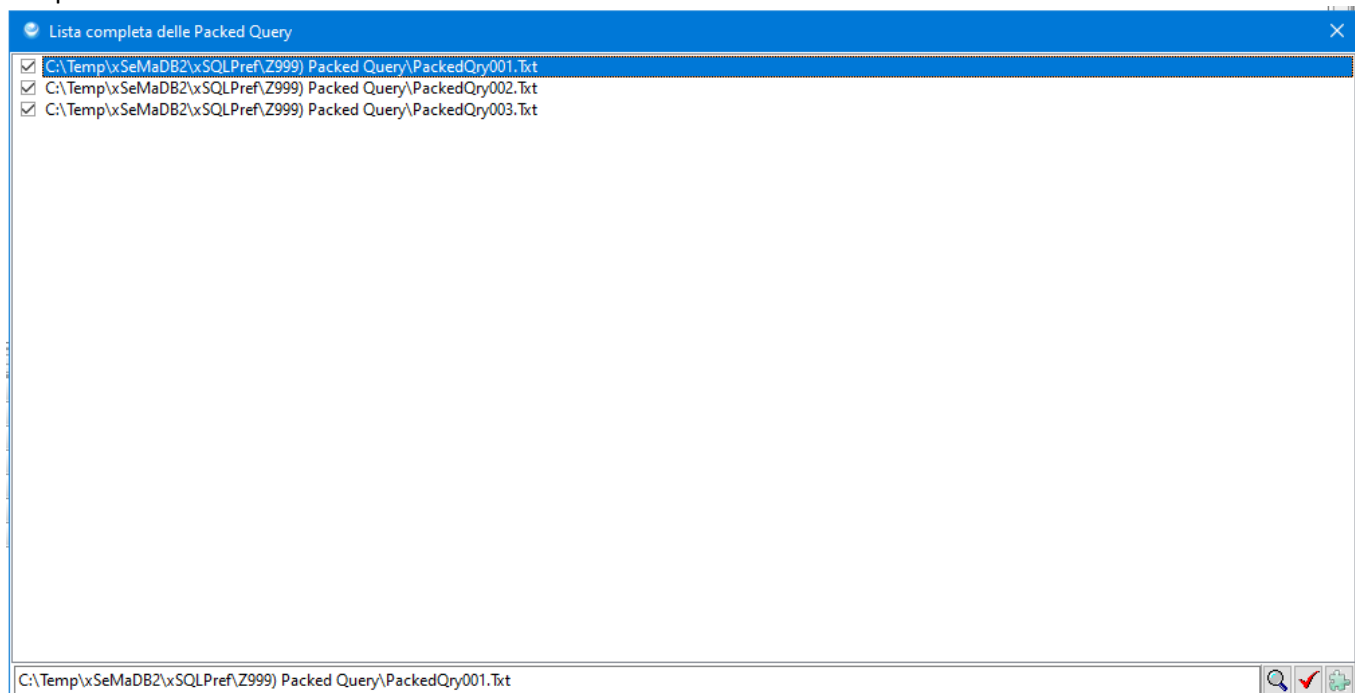 Lista completa delle Packed Query
C:\Temp\xSeMaDB2\xSQLPref\Z999) Packed Query\PackedQry001.Txt
C:\Temp\xSeMaDB2\xSQLPref\Z999) Packed Query\PackedQry002.Txt
C:\Temp\xSeMaDB2\xSQLPref\Z999) Packed Query\PackedQry003.Txt
C:\Temp\xSeMaDB2\xSQLPref\Z999) Packed Query\PackedQry001.Txt